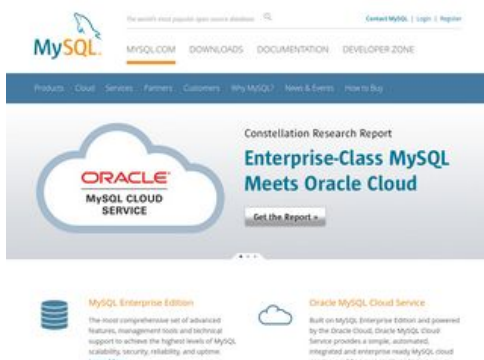 The world's most popular open source database
Contact MySQL | Login | Register
MySQL
MYSQL.COM DOWNLOADS DOCUMENTATION DEVELOPER ZONE
Products Cloud Services Partners Customers Why MySQL? News & Events How to Buy
ORACLE
MySQL CLOUD
SERVICE
Constellation Research Report
Enterprise-Class MySQL
Meets Oracle Cloud
Get the Report »
MySQL Enterprise Edition
The most comprehensive set of advanced
features, management tools and technical
support to achieve the highest levels of MySQL
scalability, security, reliability, and uptime.
Oracle MySQL Cloud Service
Built on MySQL Enterprise Edition and powered
by the Oracle Cloud, Oracle MySQL Cloud
Service provides a simple, automated,
integrated and enterprise ready MySQL cloud